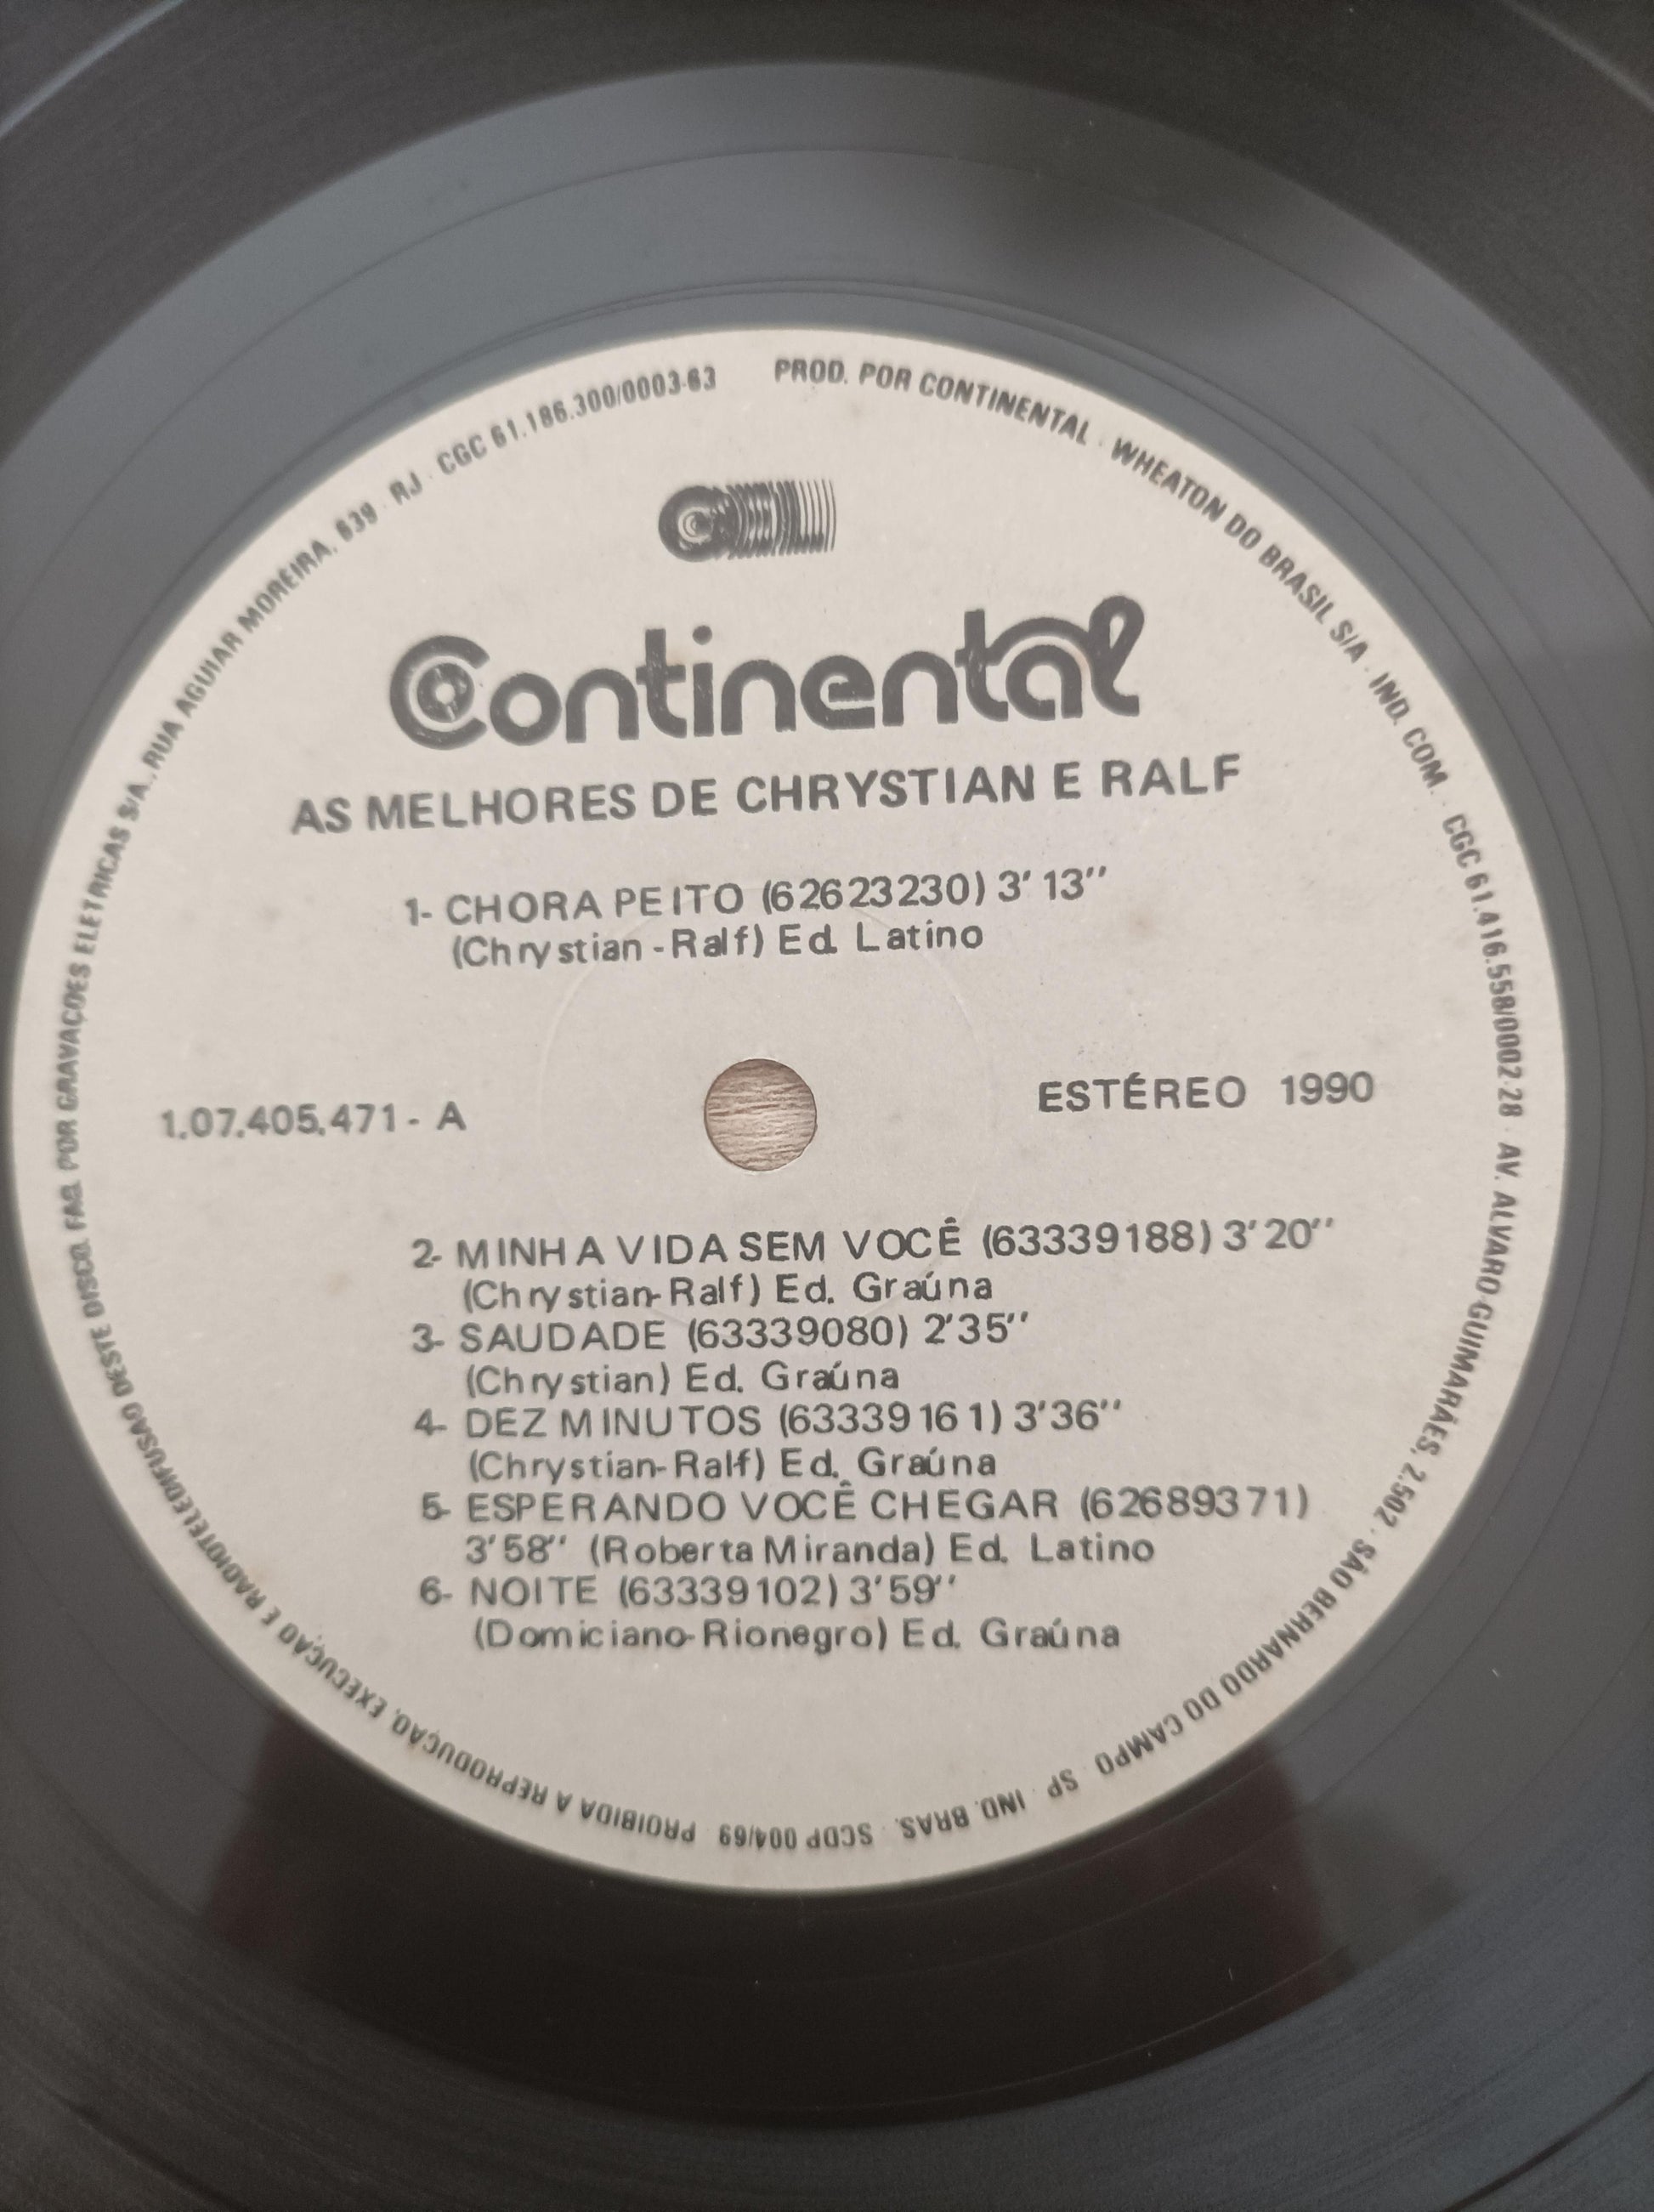 Continental
AS MELHORES DE CHRYSTIAN E RALF
1- CHORA PEITO (62623230) 3' 13''
(Chrystian - Ralf) Ed. Latino
1.07.405.471 - A
ESTÉREO 1990
2- MINHA VIDA SEM VOCÊ (63339188) 3' 20''
(Chrystian- Ralf) Ed. Graúna
3- SAUDADE (63339080) 2'35''
(Chrystian) Ed. Graúna
4- DEZ MINUTOS (63339161) 3'36''
(Chrystian- Ralf) Ed. Graúna
5- ESPERANDO VOCÊ CHEGAR (62689371)
3'58'' (Roberta Miranda) Ed. Latino
6- NOITE (63339102) 3'59''
(Domiciano- Rionegro) Ed. Graúna
PROD. POR CONTINENTAL · WHEATON DO BRASIL S/A · IND. COM. · CGC 61.416.558/0002-28 · AV. ALVARO GUIMARÃES, 2.502 · SÃO BERNARDO DO CAMPO · SP · IND. BRAS. · SCDP 004/69 · PROIBIDA A REPRODUÇÃO, EXECUÇÃO E RADIOTELEDIFUSAO DESTE DISCO. FAB. POR GRAVAÇOES ELETRICAS S/A. RUA AGUIAR MOREIRA, 639 · RJ · CGC 61.186.300/0003-63